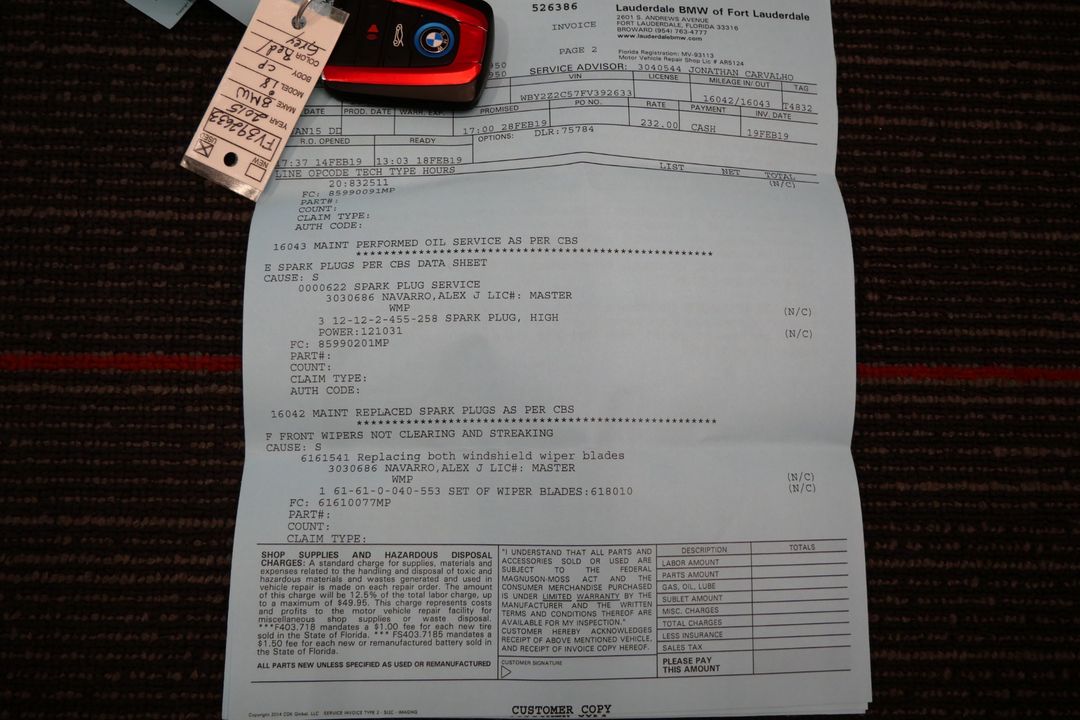 526386
INVOICE
PAGE 2
Lauderdale BMW of Fort Lauderdale
2601 S. ANDREWS AVENUE
FORT LAUDERDALE, FLORIDA 33316
BROWARD (954) 763-4777
www.lauderdalebmw.com
Florida Registration: MV-93113
Motor Vehicle Repair Shop Lic # AR5124
950
950
SERVICE ADVISOR: 3040544 JONATHAN CARVALHO
VIN LICENSE MILEAGE IN/OUT TAG
WBY2Z2C57FV392633 16042/16043 T4832
DATE PROD. DATE WARR. EXP. PROMISED PO NO. RATE PAYMENT INV. DATE
AN15 DD 17:00 28FEB19 232.00 CASH 19FEB19
R.O. OPENED READY OPTIONS: DLR:75784
7:37 14FEB19 13:03 18FEB19
LINE OPCODE TECH TYPE HOURS LIST NET TOTAL
20:832511 (N/C)
FC: 85990091MP
PART#:
COUNT:
CLAIM TYPE:
AUTH CODE:
16043 MAINT PERFORMED OIL SERVICE AS PER CBS
E SPARK PLUGS PER CBS DATA SHEET
CAUSE: S
0000622 SPARK PLUG SERVICE
3030686 NAVARRO,ALEX J LIC#: MASTER
WMP (N/C)
3 12-12-2-455-258 SPARK PLUG, HIGH
POWER:121031 (N/C)
FC: 85990201MP
PART#:
COUNT:
CLAIM TYPE:
AUTH CODE:
16042 MAINT REPLACED SPARK PLUGS AS PER CBS
F FRONT WIPERS NOT CLEARING AND STREAKING
CAUSE: S
6161541 Replacing both windshield wiper blades
3030686 NAVARRO,ALEX J LIC#: MASTER
WMP (N/C)
1 61-61-0-040-553 SET OF WIPER BLADES:618010 (N/C)
FC: 61610077MP
PART#:
COUNT:
CLAIM TYPE:
SHOP SUPPLIES AND HAZARDOUS DISPOSAL
CHARGES: A standard charge for supplies, materials and
expenses related to the handling and disposal of toxic and
hazardous materials and wastes generated and used in
vehicle repair is made on each repair order. The amount
of this charge will be 12.5% of the total labor charge, up
to a maximum of $49.95. This charge represents costs
and profits to the motor vehicle repair facility for
miscellaneous shop supplies or waste disposal.
***F403.718 mandates a $1.00 fee for each new tire
sold in the State of Florida. *** FS403.7185 mandates a
$1.50 fee for each new or remanufactured battery sold in
the State of Florida.
ALL PARTS NEW UNLESS SPECIFIED AS USED OR REMANUFACTURED
"I UNDERSTAND THAT ALL PARTS AND
ACCESSORIES SOLD OR USED ARE
SUBJECT TO THE FEDERAL
MAGNUSON-MOSS ACT AND THE
CONSUMER MERCHANDISE PURCHASED
IS UNDER LIMITED WARRANTY BY THE
MANUFACTURER AND THE WRITTEN
TERMS AND CONDITIONS THEREOF ARE
AVAILABLE FOR MY INSPECTION."
CUSTOMER HEREBY ACKNOWLEDGES
RECEIPT OF ABOVE MENTIONED VEHICLE,
AND RECEIPT OF INVOICE COPY HEREOF.
CUSTOMER SIGNATURE
DESCRIPTION TOTALS
LABOR AMOUNT
PARTS AMOUNT
GAS, OIL, LUBE
SUBLET AMOUNT
MISC. CHARGES
TOTAL CHARGES
LESS INSURANCE
SALES TAX
PLEASE PAY
THIS AMOUNT
CUSTOMER COPY
NEW
USED
FV392633
YEAR 2015
MAKE BMW
MODEL i8
BODY CP
COLOR Red/
Grey
BMW